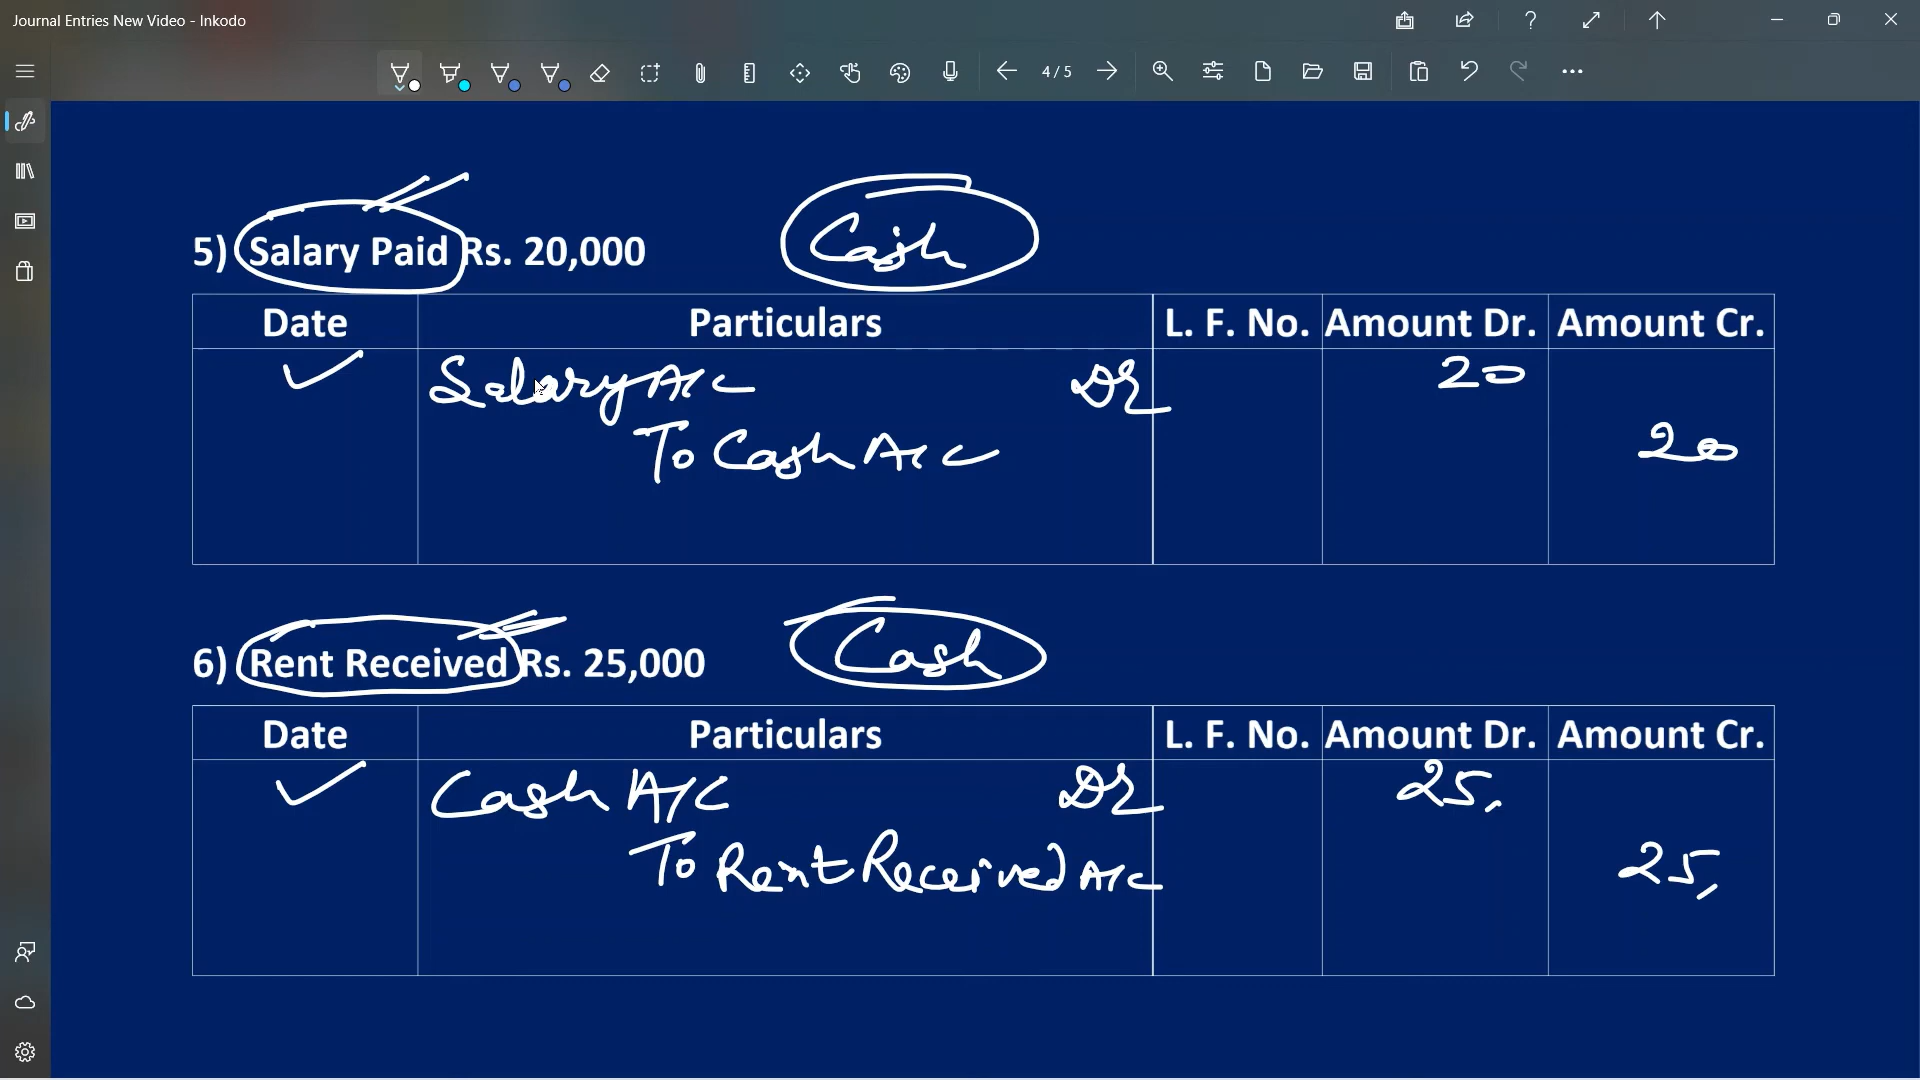 Journal Entries New Video - Inkodo
4 / 5
5) Salary Paid Rs. 20,000 Cash
Date Particulars L. F. No. Amount Dr. Amount Cr.
Salary A/C Dr 20
To Cash A/C 20
6) Rent Received Rs. 25,000 Cash
Date Particulars L. F. No. Amount Dr. Amount Cr.
Cash A/C Dr 25,
To Rent Received A/C 25,